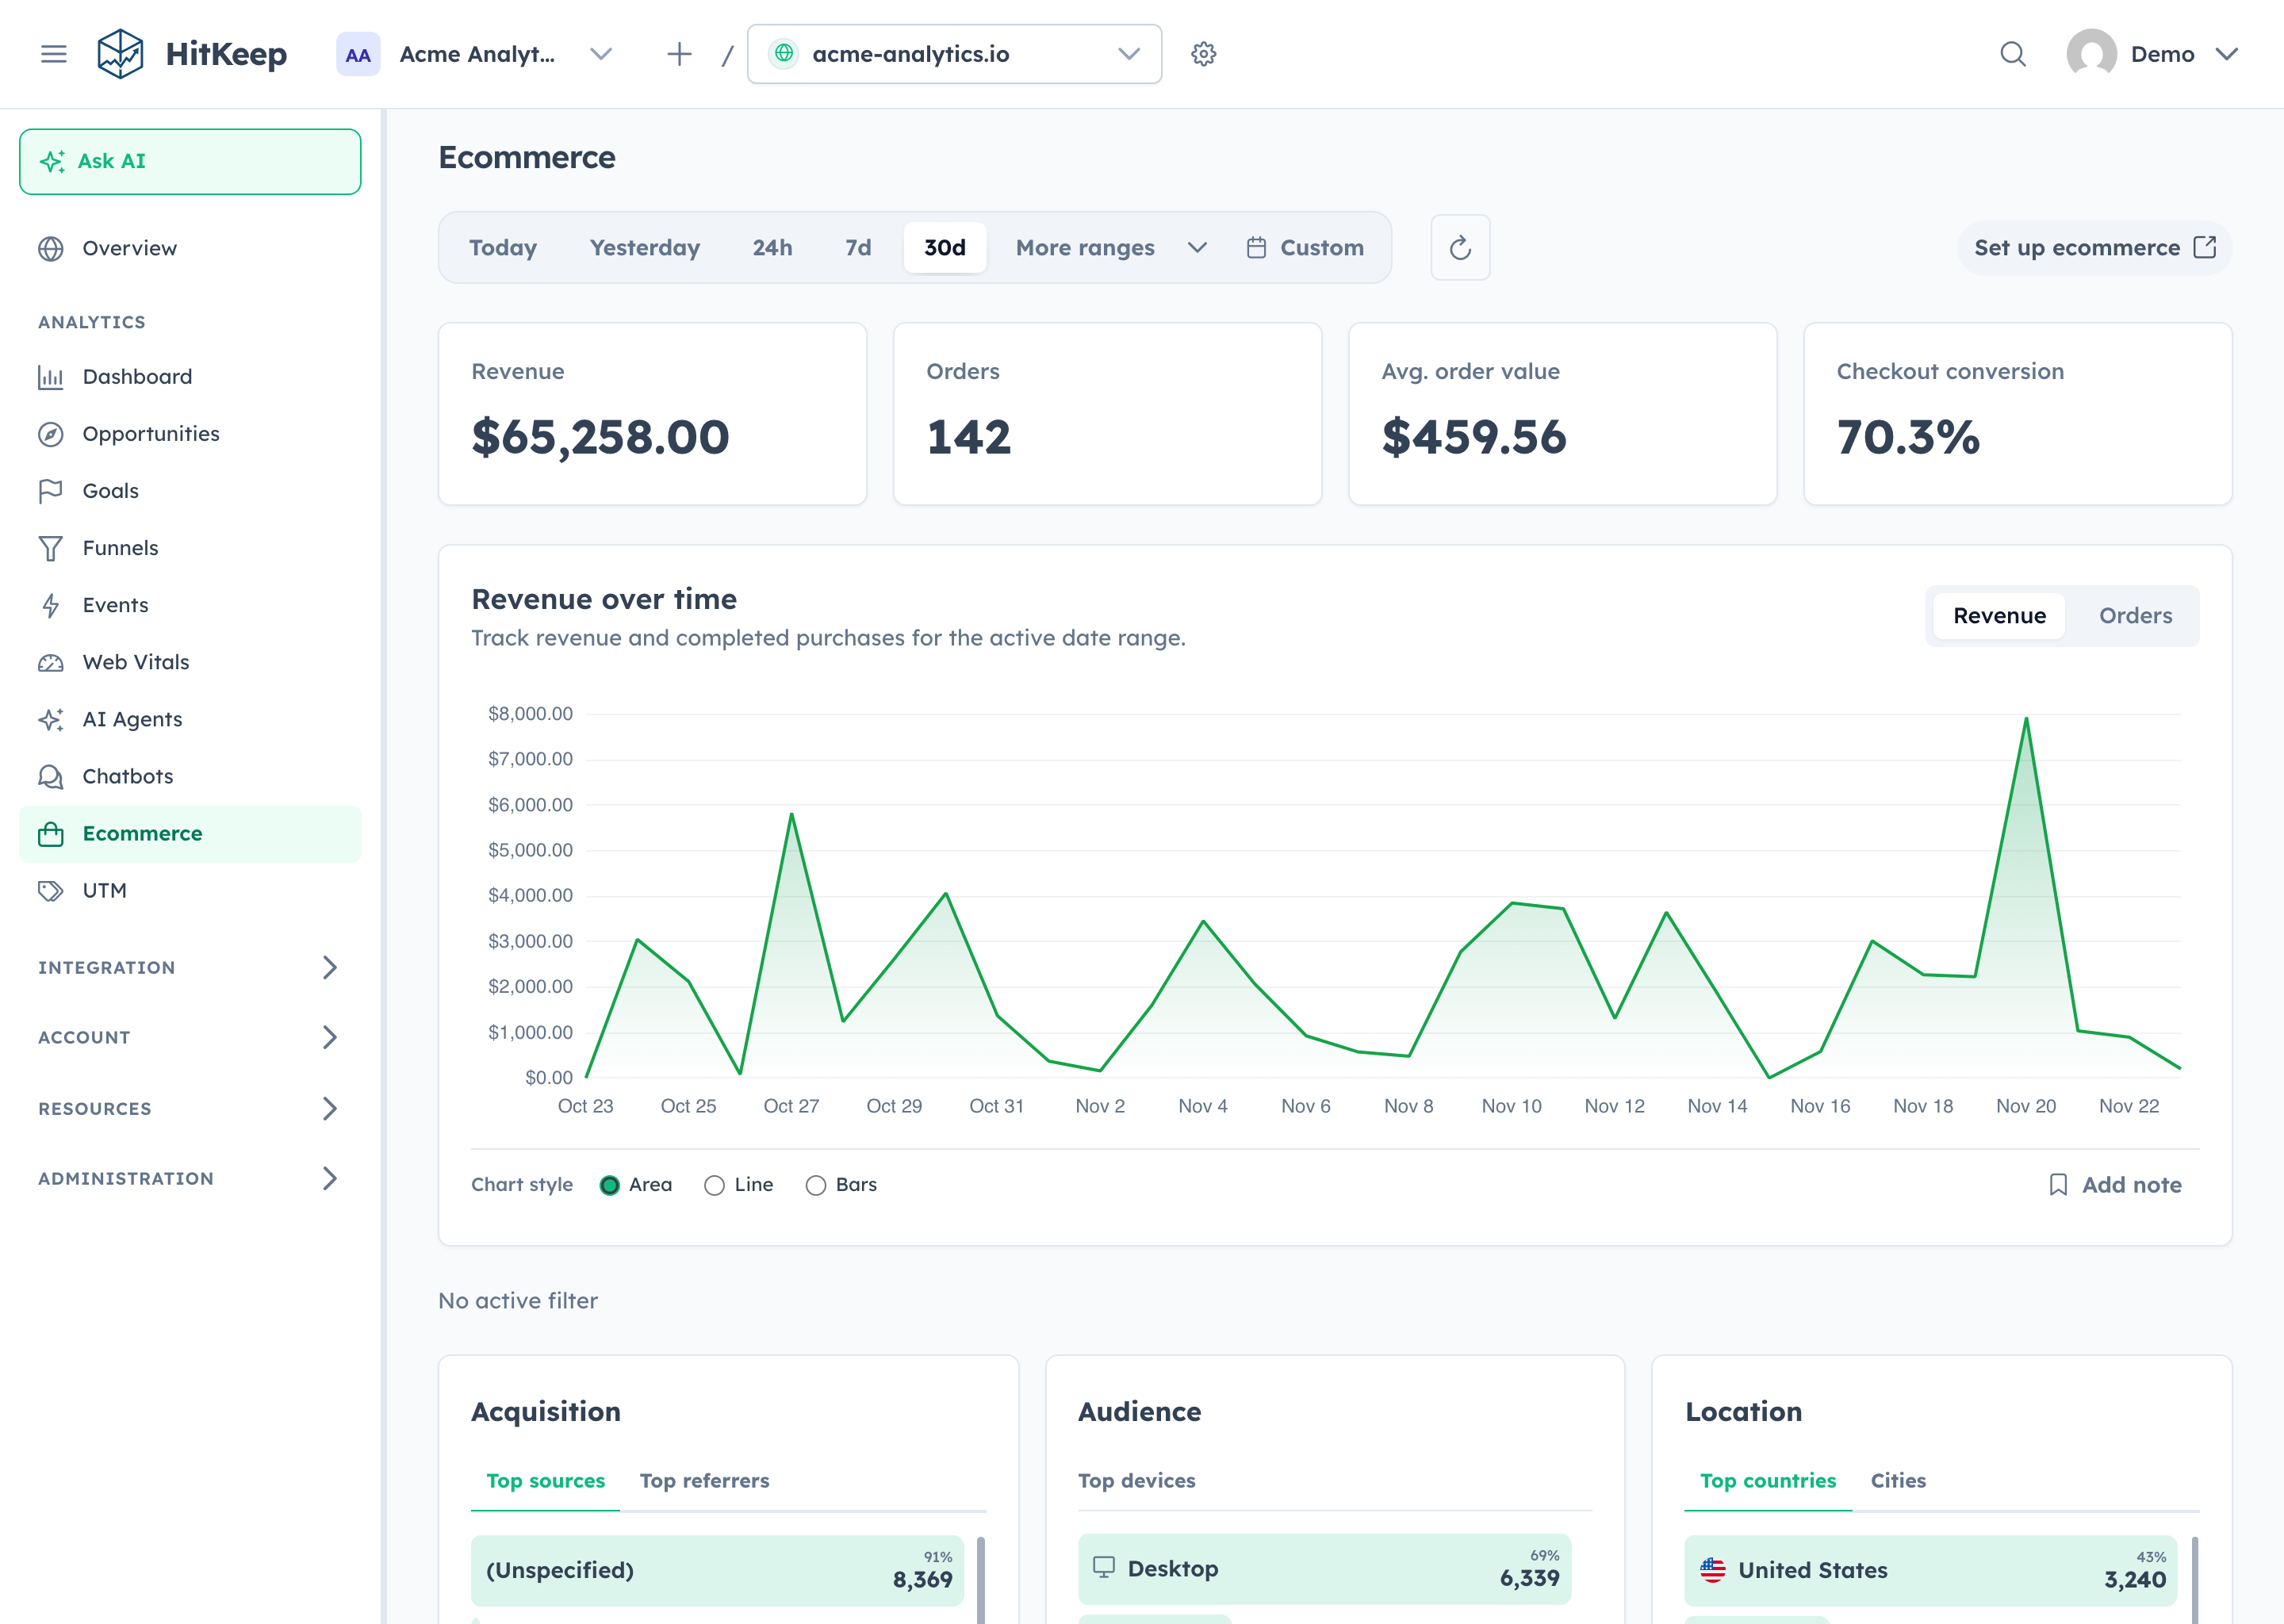 HitKeep
AA
Acme Analyt...
/
acme-analytics.io
Demo
Ask AI
Overview
ANALYTICS
Dashboard
Opportunities
Goals
Funnels
Events
Web Vitals
AI Agents
Chatbots
Ecommerce
UTM
INTEGRATION
ACCOUNT
RESOURCES
ADMINISTRATION
Ecommerce
Today Yesterday 24h 7d 30d More ranges Custom
Set up ecommerce
Revenue
$65,258.00
Orders
142
Avg. order value
$459.56
Checkout conversion
70.3%
Revenue over time
Track revenue and completed purchases for the active date range.
Revenue Orders
$8,000.00
$7,000.00
$6,000.00
$5,000.00
$4,000.00
$3,000.00
$2,000.00
$1,000.00
$0.00
Oct 23 Oct 25 Oct 27 Oct 29 Oct 31 Nov 2 Nov 4 Nov 6 Nov 8 Nov 10 Nov 12 Nov 14 Nov 16 Nov 18 Nov 20 Nov 22
Chart style Area Line Bars
Add note
No active filter
Acquisition
Top sources Top referrers
(Unspecified)
91%
8,369
Audience
Top devices
Desktop
69%
6,339
Location
Top countries Cities
United States
43%
3,240